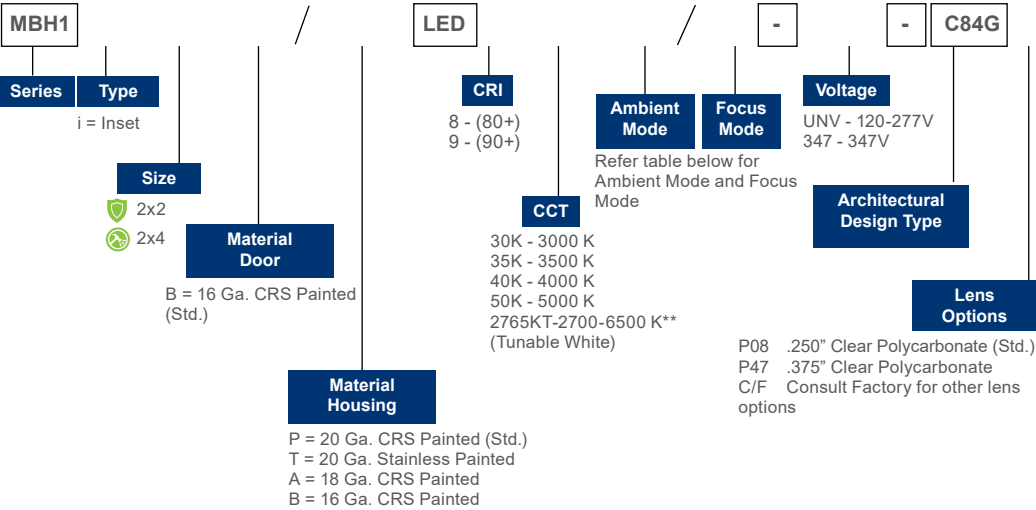 MBH1 / LED / - - C84G
Series
Type
i = Inset
Size
2x2
2x4
Material
Door
B = 16 Ga. CRS Painted
(Std.)
Material
Housing
P = 20 Ga. CRS Painted (Std.)
T = 20 Ga. Stainless Painted
A = 18 Ga. CRS Painted
B = 16 Ga. CRS Painted
CRI
8 - (80+)
9 - (90+)
CCT
30K - 3000 K
35K - 3500 K
40K - 4000 K
50K - 5000 K
2765KT-2700-6500 K**
(Tunable White)
Ambient
Mode
Focus
Mode
Refer table below for
Ambient Mode and Focus
Mode
Voltage
UNV - 120-277V
347 - 347V
Architectural
Design Type
Lens
Options
P08 .250” Clear Polycarbonate (Std.)
P47 .375” Clear Polycarbonate
C/F Consult Factory for other lens
options